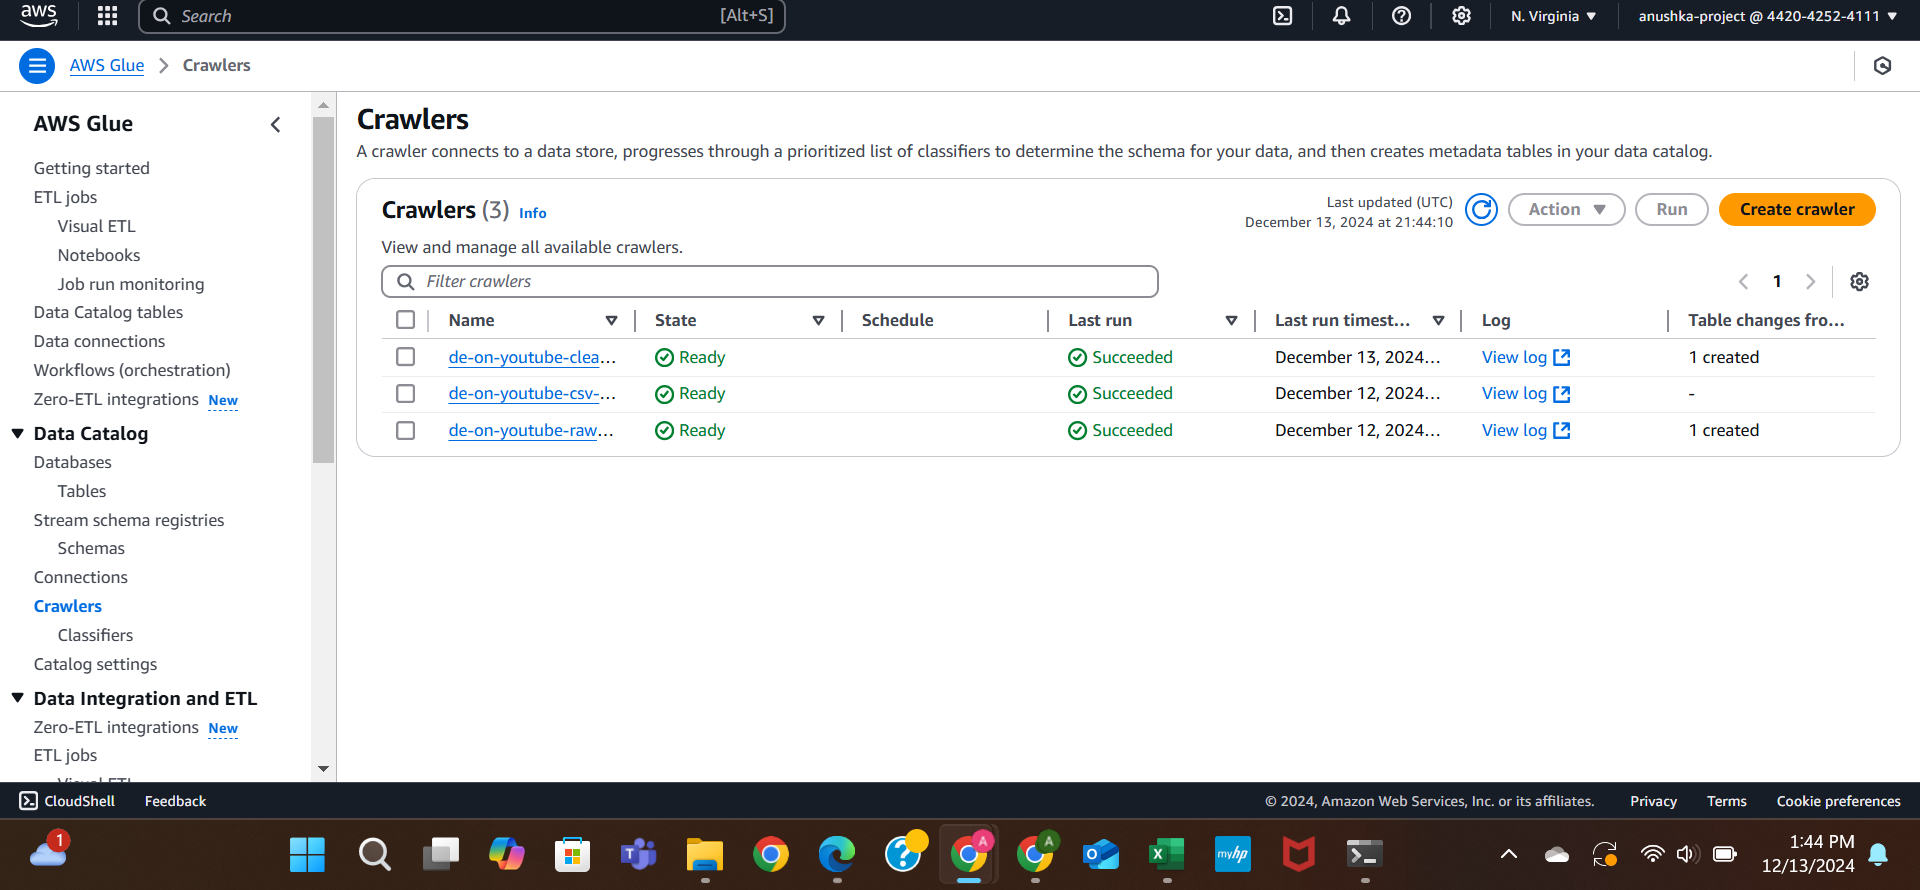 aws
Search [Alt+S]
N. Virginia
anushka-project @ 4420-4252-4111
AWS Glue
Crawlers
AWS Glue
Getting started
ETL jobs
Visual ETL
Notebooks
Job run monitoring
Data Catalog tables
Data connections
Workflows (orchestration)
Zero-ETL integrations New
Data Catalog
Databases
Tables
Stream schema registries
Schemas
Connections
Crawlers
Classifiers
Catalog settings
Data Integration and ETL
Zero-ETL integrations New
ETL jobs
Visual ETL
Crawlers
A crawler connects to a data store, progresses through a prioritized list of classifiers to determine the schema for your data, and then creates metadata tables in your data catalog.
Crawlers (3) Info
Last updated (UTC)
December 13, 2024 at 21:44:10
Action
Run
Create crawler
View and manage all available crawlers.
Filter crawlers
1
Name State Schedule Last run Last run timest... Log Table changes fro...
de-on-youtube-clea... Ready Succeeded December 13, 2024... View log 1 created
de-on-youtube-csv-... Ready Succeeded December 12, 2024... View log -
de-on-youtube-raw... Ready Succeeded December 12, 2024... View log 1 created
CloudShell Feedback © 2024, Amazon Web Services, Inc. or its affiliates. Privacy Terms Cookie preferences
1
T
?
A
A
O
X
myhp
1:44 PM
12/13/2024